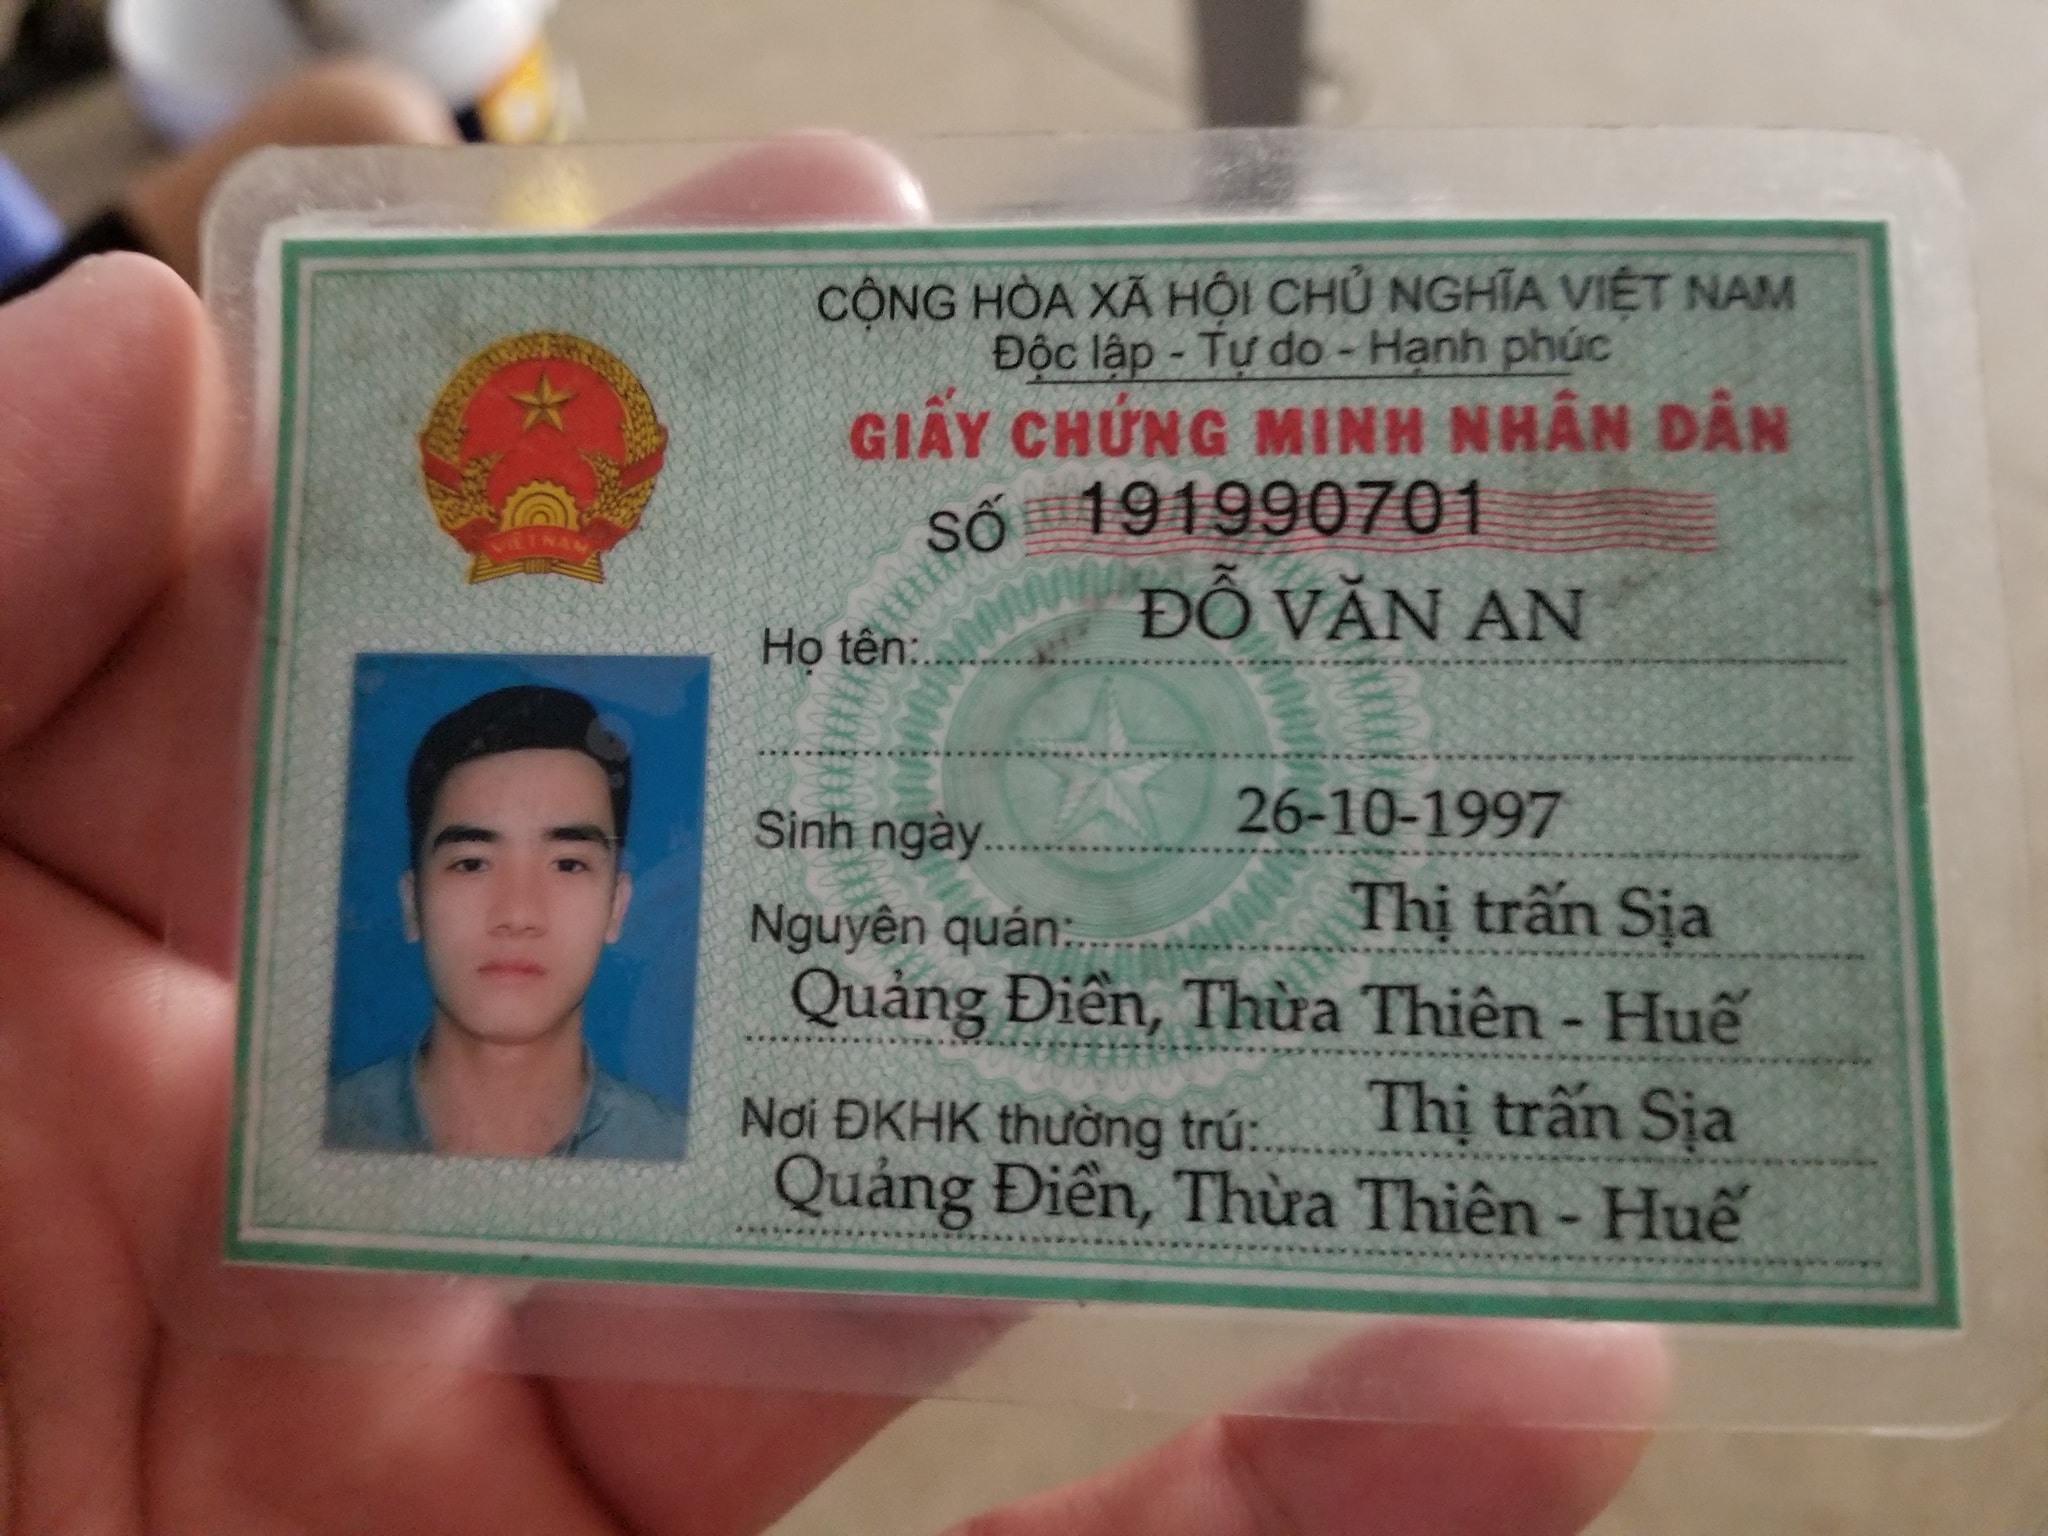 CỘNG HÒA XÃ HỘI CHỦ NGHĨA VIỆT NAM
Độc lập - Tự do - Hạnh phúc
GIẤY CHỨNG MINH NHÂN DÂN
SỐ 191990701
VIỆT NAM
Họ tên: ĐỖ VĂN AN
Sinh ngày 26-10-1997
Nguyên quán: Thị trấn Sịa
Quảng Điền, Thừa Thiên - Huế
Nơi ĐKHK thường trú: Thị trấn Sịa
Quảng Điền, Thừa Thiên - Huế